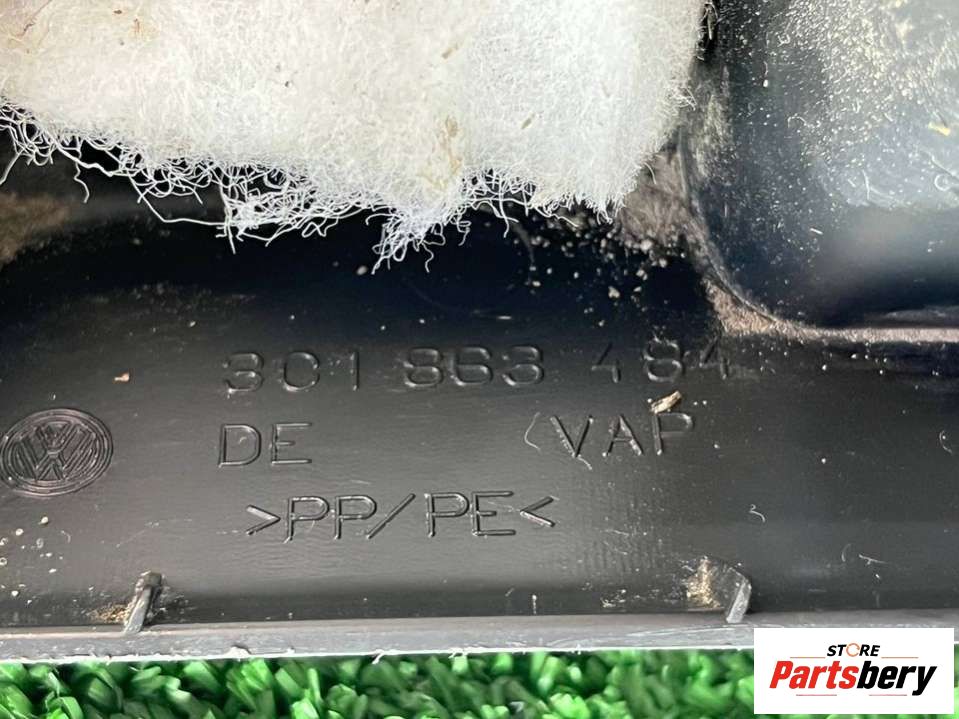 3C1 863 484
DE VAP
>PP/PE<
STORE
Partsbery